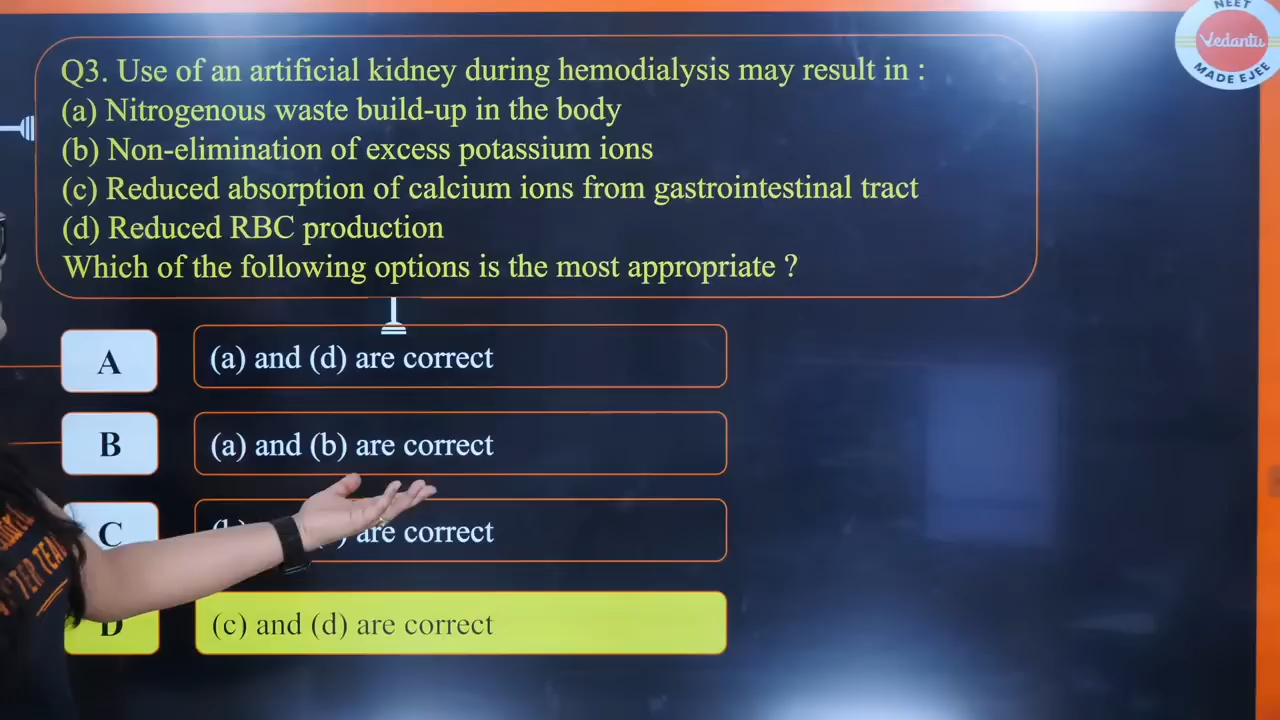 NEET
Vedantu
MADE EJEE
Q3. Use of an artificial kidney during hemodialysis may result in :
(a) Nitrogenous waste build-up in the body
(b) Non-elimination of excess potassium ions
(c) Reduced absorption of calcium ions from gastrointestinal tract
(d) Reduced RBC production
Which of the following options is the most appropriate ?
A (a) and (d) are correct
B (a) and (b) are correct
C are correct
D (c) and (d) are correct
TEAM